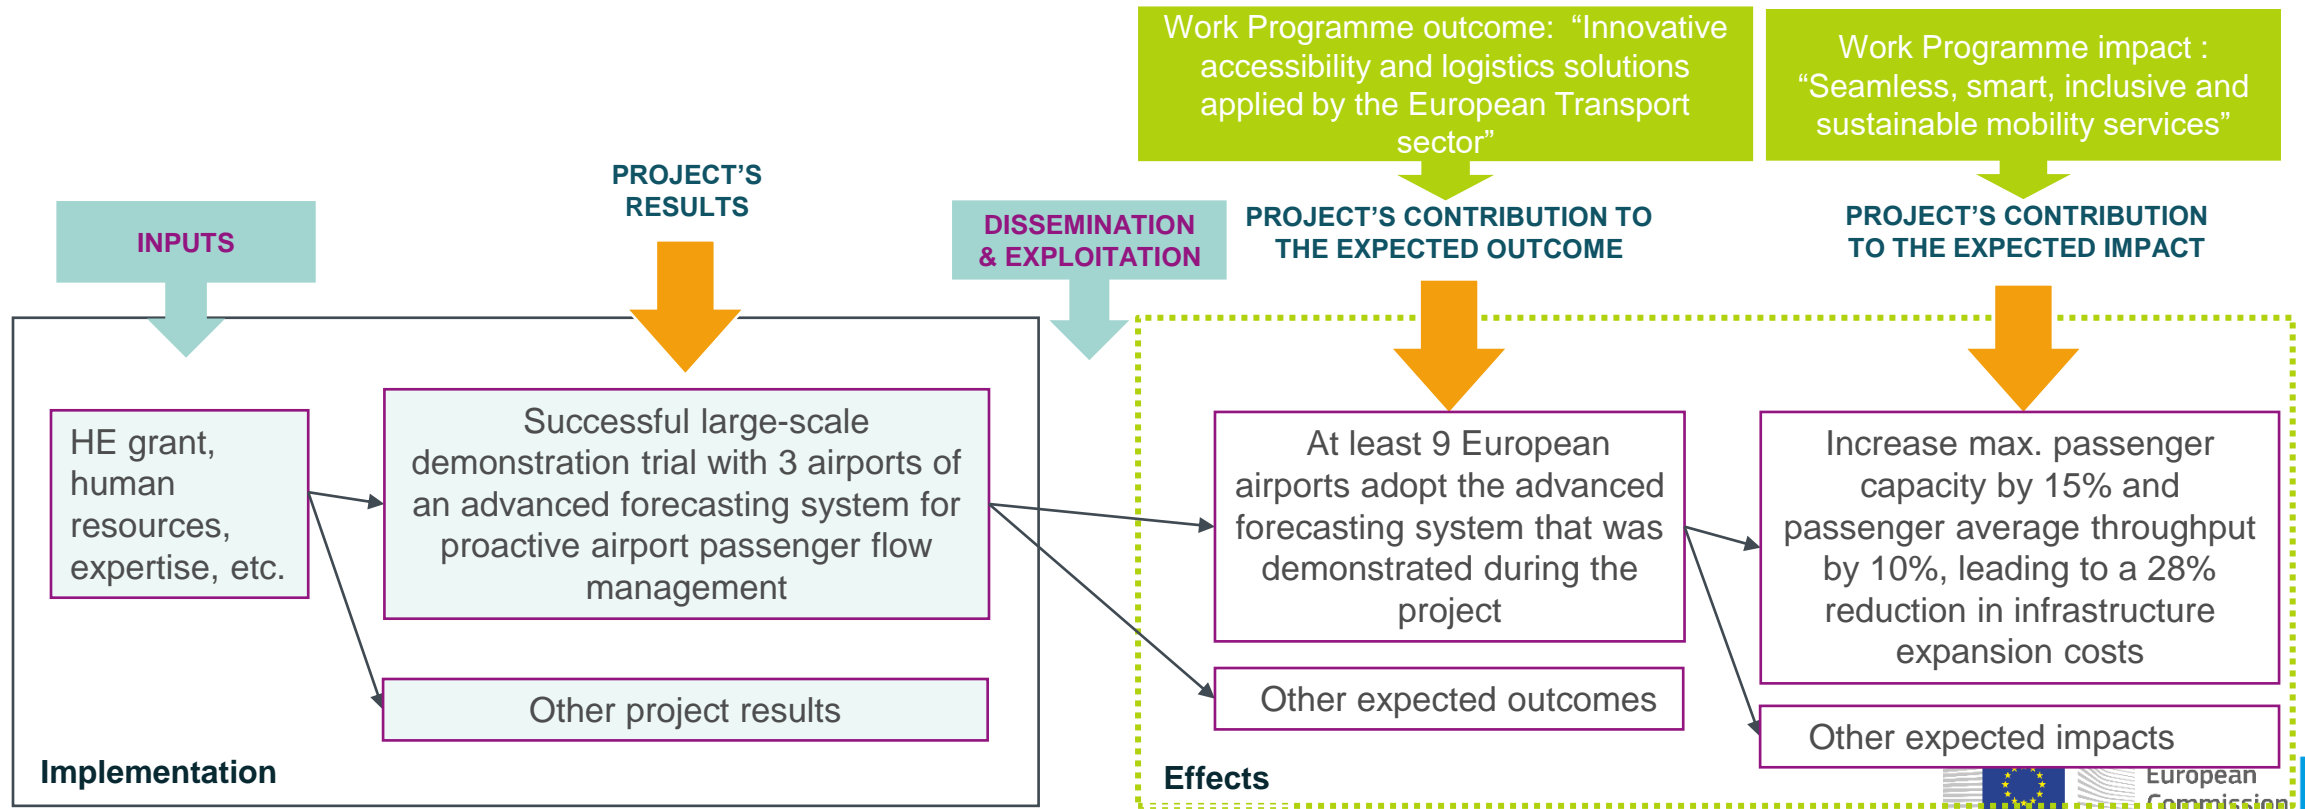 Work Programme outcome:  “Innovative
accessibility and logistics solutions
applied by the European Transport
sector”
Work Programme impact :
“Seamless, smart, inclusive and
sustainable mobility services”
INPUTS
PROJECT’S
RESULTS
DISSEMINATION
& EXPLOITATION
PROJECT’S CONTRIBUTION TO
THE EXPECTED OUTCOME
PROJECT’S CONTRIBUTION
TO THE EXPECTED IMPACT
HE grant,
human
resources,
expertise, etc.
Successful large-scale
demonstration trial with 3 airports of
an advanced forecasting system for
proactive airport passenger flow
management
Other project results
Implementation
At least 9 European
airports adopt the advanced
forecasting system that was
demonstrated during the
project
Other expected outcomes
Increase max. passenger
capacity by 15% and
passenger average throughput
by 10%, leading to a 28%
reduction in infrastructure
expansion costs
Other expected impacts
Effects
European
Commission